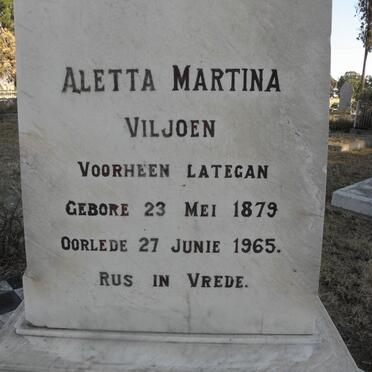 ALETTA MARTINA
VILJOEN
VOORHEEN LATEGAN
GEBORE 23 MEI 1879
OORLEDE 27 JUNIE 1965.
RUS IN VREDE.